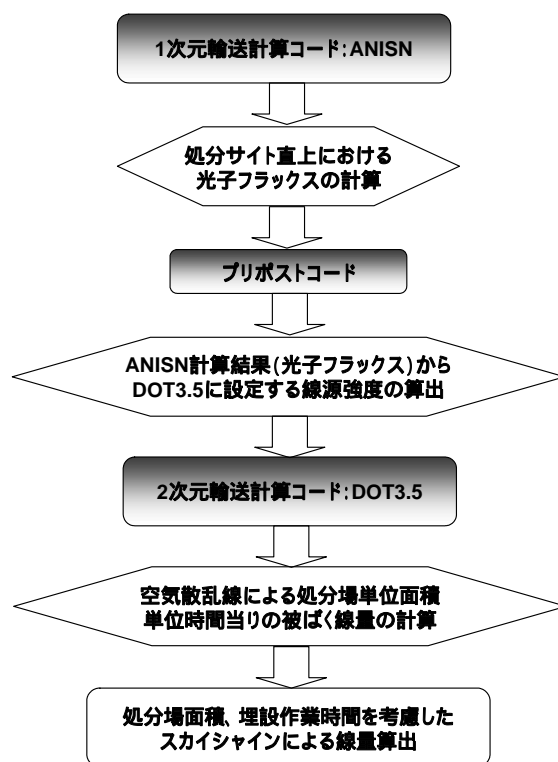 1次元輸送計算コード:ANISN
処分サイト直上における
光子フラックスの計算
プリポストコード
ANISN計算結果(光子フラックス)から
DOT3.5に設定する線源強度の算出
2次元輸送計算コード:DOT3.5
空気散乱線による処分場単位面積
単位時間当りの被ばく線量の計算
処分場面積、埋設作業時間を考慮した
スカイシャインによる線量算出